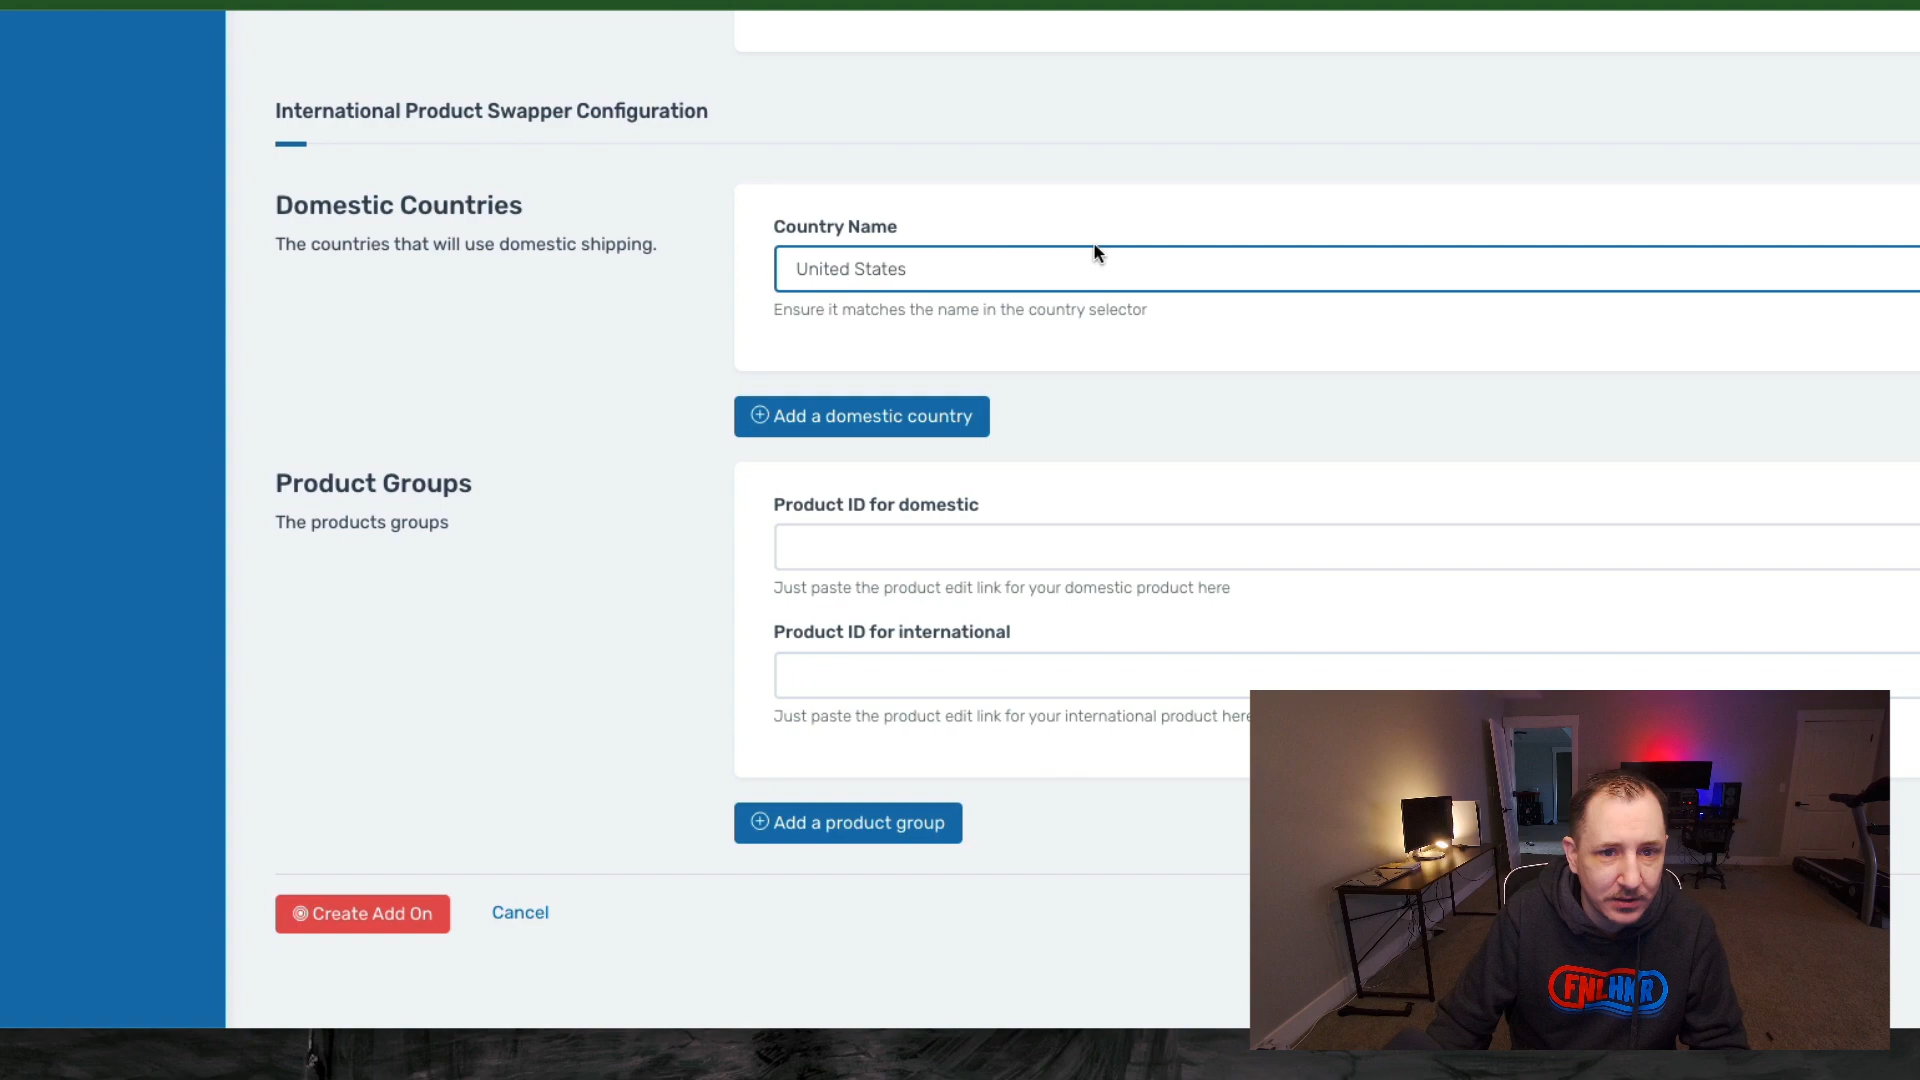 International Product Swapper Configuration
Domestic Countries
The countries that will use domestic shipping.
Country Name
United States
Ensure it matches the name in the country selector
Add a domestic country
Product Groups
The products groups
Product ID for domestic
Just paste the product edit link for your domestic product here
Product ID for international
Just paste the product edit link for your international product here
Add a product group
Create Add On
Cancel
FNLHKR